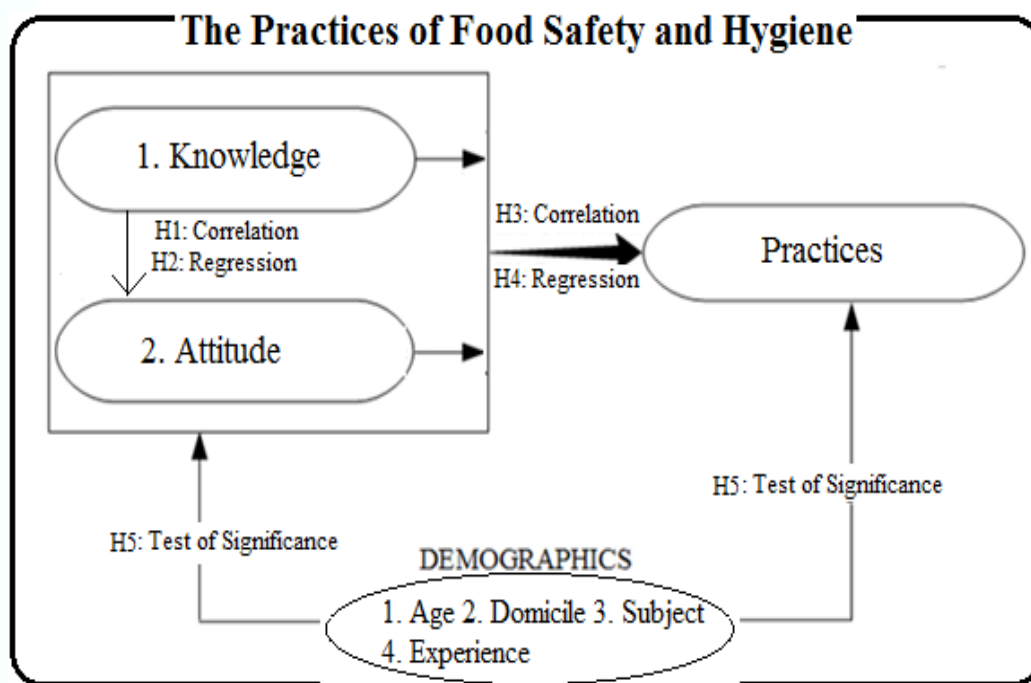 The Practices of Food Safety and Hygiene
1. Knowledge
H1: Correlation
H2: Regression
2. Attitude
H3: Correlation
H4: Regression
Practices
H5: Test of Significance
H5: Test of Significance
DEMOGRAPHICS
1. Age 2. Domicile 3. Subject
4. Experience